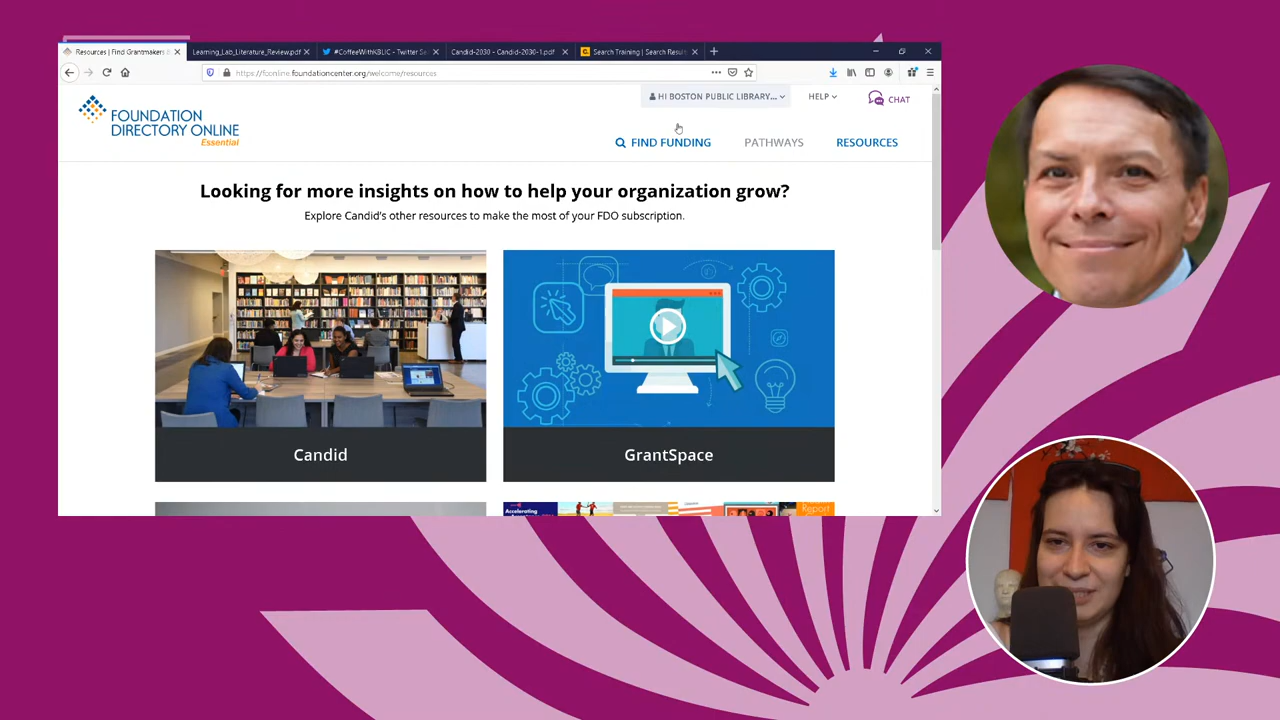 Resources | Find Grantmakers &
Learning_Lab_Literature_Review.pdf
#CoffeeWithKBLIC - Twitter Se
Candid-2030 - Candid-2030-1.pdf
Search Training | Search Result
https://fconline.foundationcenter.org/welcome/resources
HI BOSTON PUBLIC LIBRARY...
HELP
CHAT
FOUNDATION
DIRECTORY ONLINE
Essential
FIND FUNDING
PATHWAYS
RESOURCES
Looking for more insights on how to help your organization grow?
Explore Candid's other resources to make the most of your FDO subscription.
Candid
GrantSpace
Accelerating
Report